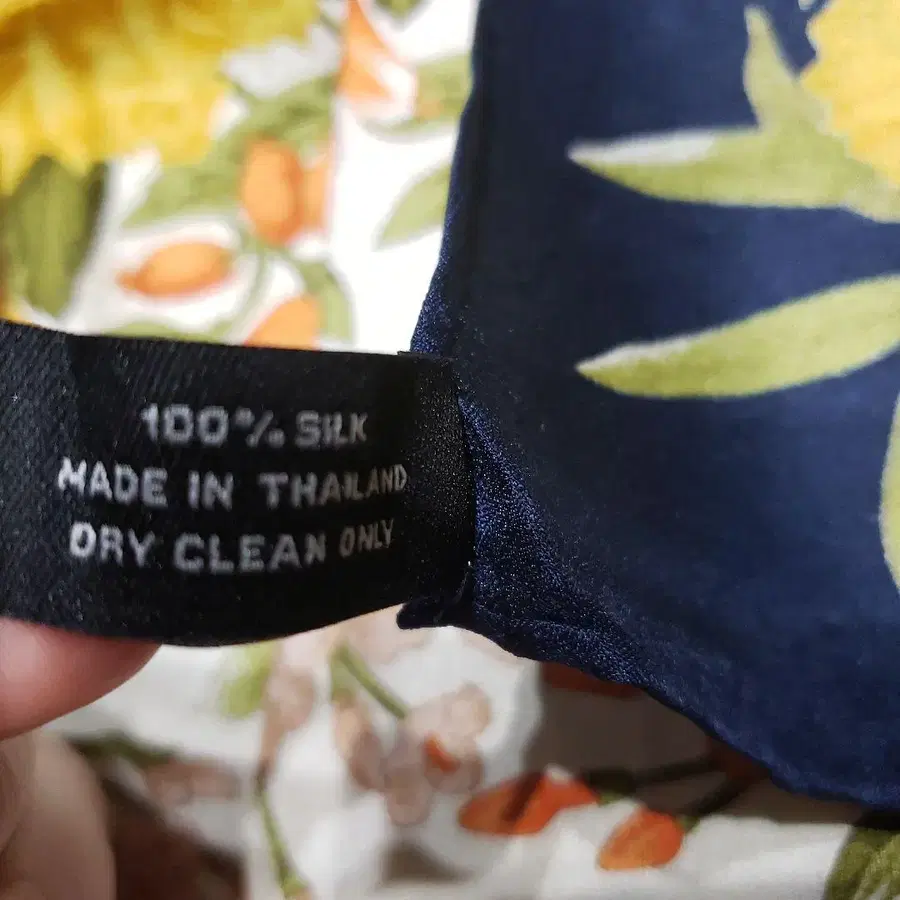 100% SILK
MADE IN THAILAND
DRY CLEAN ONLY